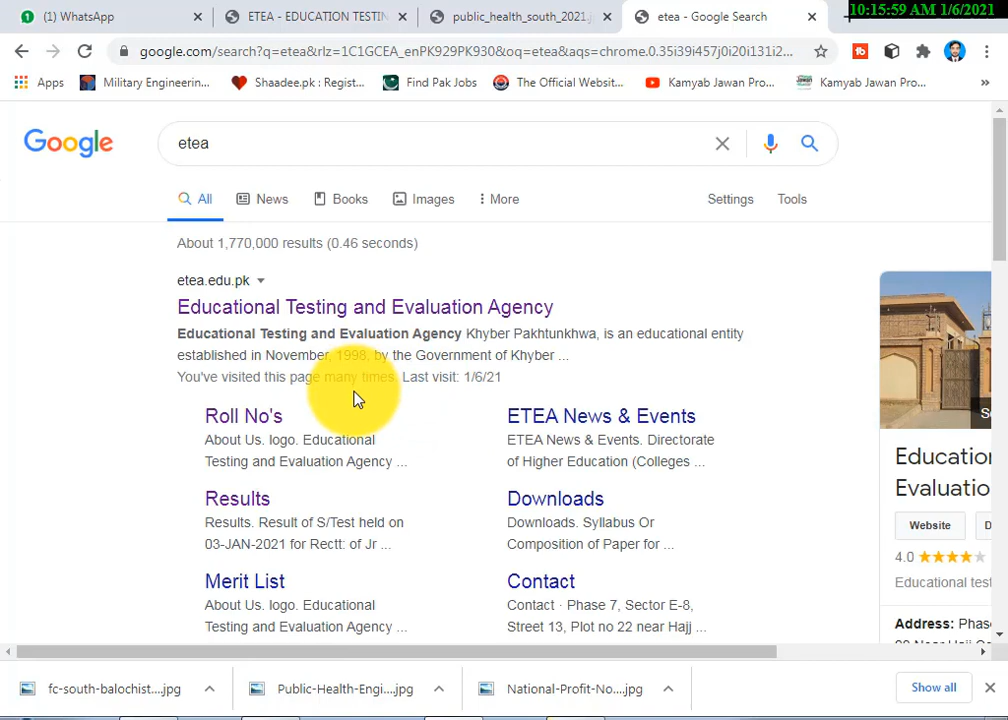 10:15:59 AM 1/6/2021
(1) WhatsApp
ETEA - EDUCATION TESTIN
public_health_south_2021.j
etea - Google Search
google.com/search?q=etea&rlz=1C1GCEA_enPK929PK930&oq=etea&aqs=chrome.0.35i39i457j0i20i131i2...
Apps
Military Engineerin...
Shaadee.pk : Regist...
Find Pak Jobs
The Official Websit...
Kamyab Jawan Pro...
Kamyab Jawan Pro...
Google
etea
All
News
Books
Images
More
Settings
Tools
About 1,770,000 results (0.46 seconds)
etea.edu.pk
Educational Testing and Evaluation Agency
Educational Testing and Evaluation Agency Khyber Pakhtunkhwa, is an educational entity
established in November, 1998, by the Government of Khyber ...
You've visited this page many times. Last visit: 1/6/21
Roll No's
About Us. logo. Educational
Testing and Evaluation Agency ...
ETEA News & Events
ETEA News & Events. Directorate
of Higher Education (Colleges ...
Results
Results. Result of S/Test held on
03-JAN-2021 for Rectt: of Jr ...
Downloads
Downloads. Syllabus Or
Composition of Paper for ...
Merit List
About Us. logo. Educational
Testing and Evaluation Agency ...
Contact
Contact · Phase 7, Sector E-8,
Street 13, Plot no 22 near Hajj ...
Se
Education
Evaluatio
Website
D
4.0
Educational test
Address: Phase
fc-south-balochist....jpg
Public-Health-Engi....jpg
National-Profit-No....jpg
Show all